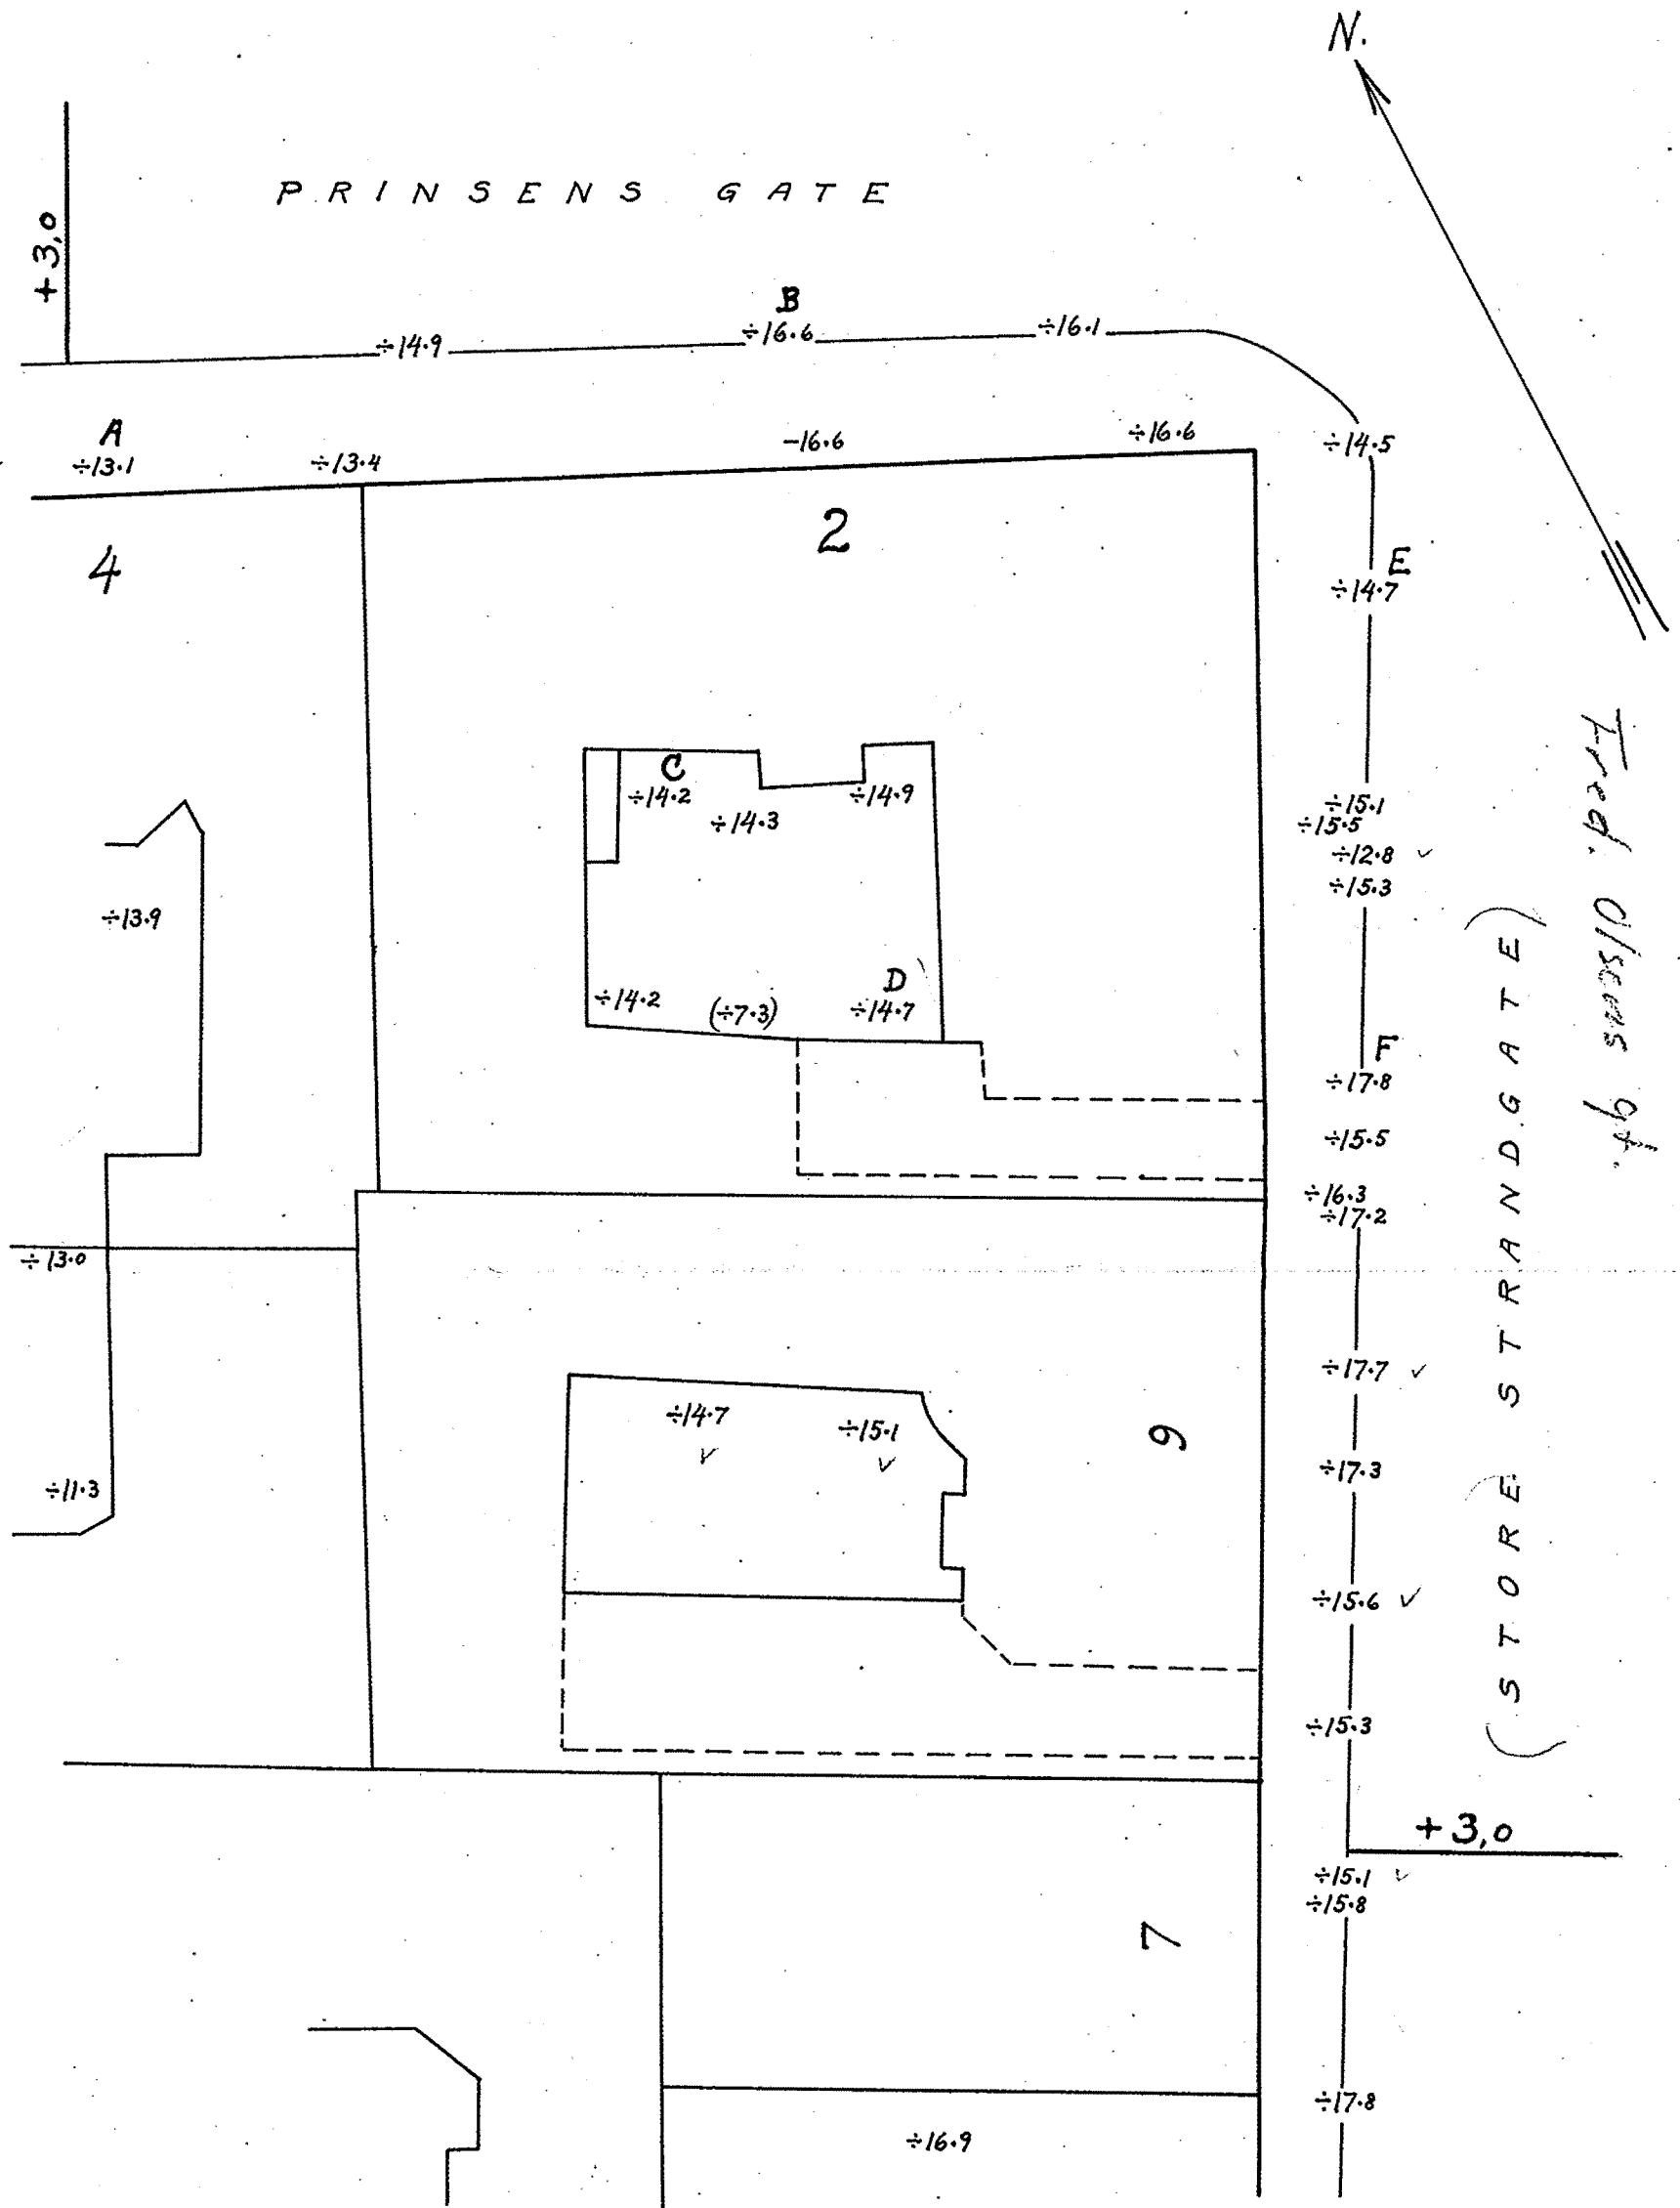 N.
PRINSENS GATE
+3,0
B
÷14.9 ÷16.6 ÷16.1
A
÷13.1 ÷13.4 -16.6 ÷16.6 ÷14.5
4
2
E
÷14.7
C
÷14.2 ÷14.3 ÷14.9
÷15.1
÷15.5
÷12.8 ✓
÷15.3
÷13.9
Fred. Olsens gt.
(STORE STRANDGATE)
D
÷14.2 (÷7.3) ÷14.7
F
÷17.8
÷15.5
÷16.3
÷17.2
÷13.0
÷17.7 ✓
÷14.7 ✓ ÷15.1 ✓
9
÷17.3
÷11.3
÷15.6 ✓
÷15.3
+3,0
÷15.1 ✓
÷15.8
7
÷17.8
÷16.9